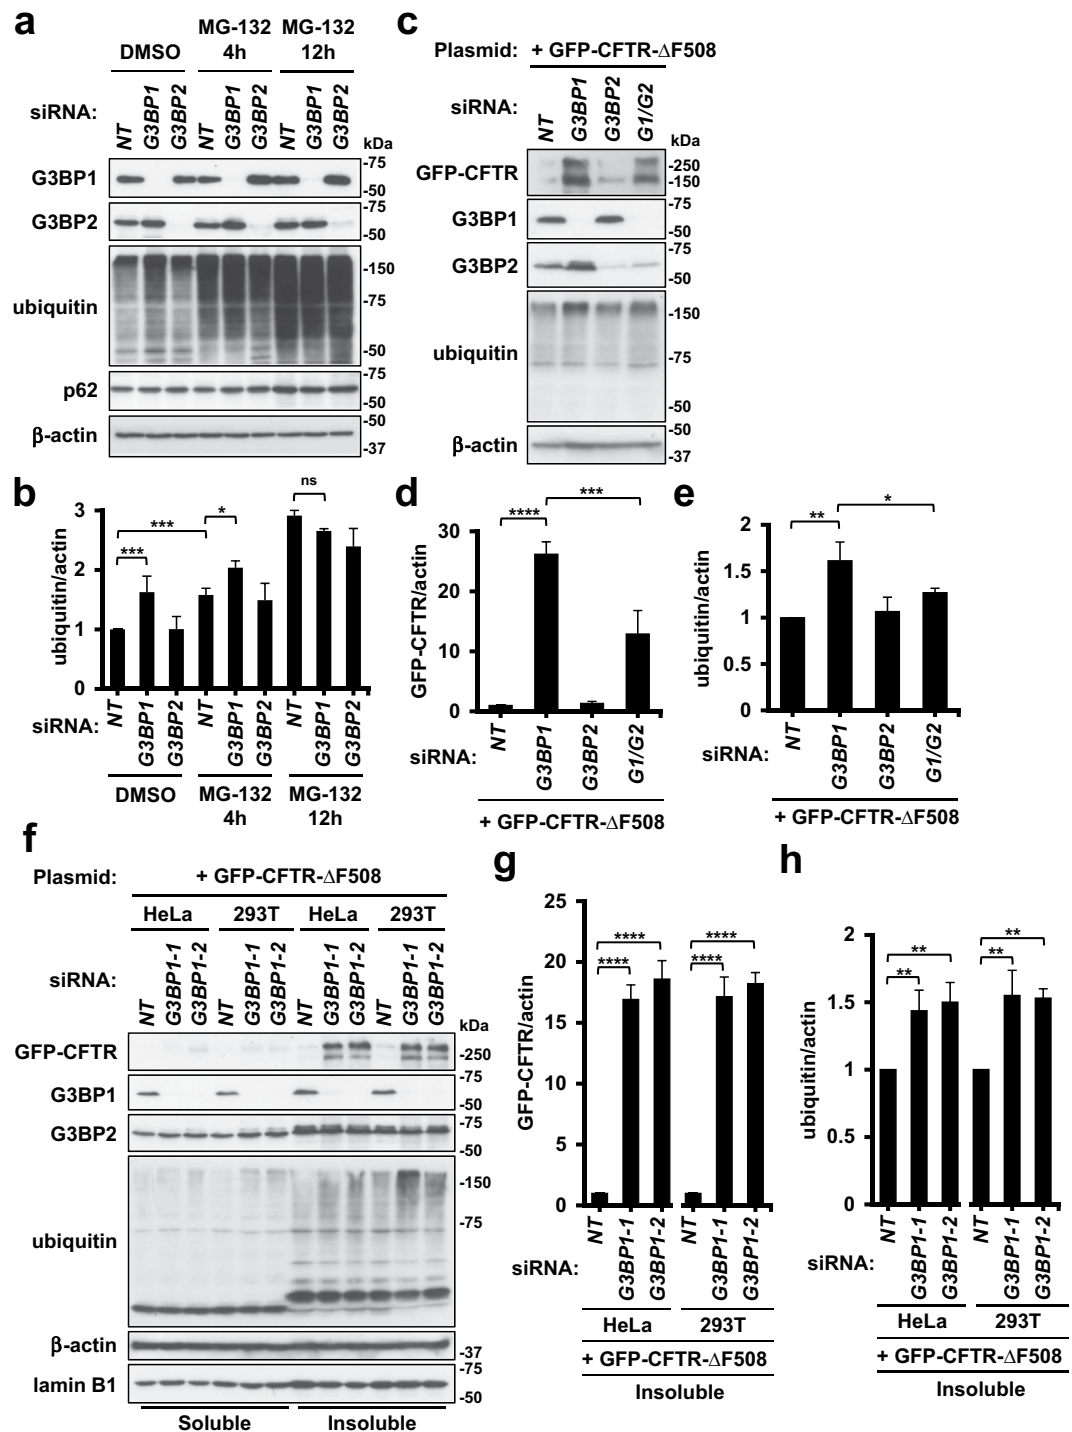 a
DMSO
MG-132
4h
MG-132
12h
siRNA:
NT
G3BP1
G3BP2
NT
G3BP1
G3BP2
NT
G3BP1
G3BP2
kDa
G3BP1
-75
-50
G3BP2
-75
-50
ubiquitin
-150
-75
-50
p62
-75
-50
β-actin
-50
-37
b
ubiquitin/actin
3
2
1
0
***
***
*
ns
siRNA:
NT
G3BP1
G3BP2
NT
G3BP1
G3BP2
NT
G3BP1
G3BP2
DMSO
MG-132
4h
MG-132
12h
c
Plasmid: + GFP-CFTR-ΔF508
siRNA:
NT
G3BP1
G3BP2
G1/G2
kDa
GFP-CFTR
-250
-150
G3BP1
-75
-50
G3BP2
-75
-50
ubiquitin
-150
-75
-50
β-actin
-50
-37
d
GFP-CFTR/actin
30
20
10
0
****
***
siRNA:
NT
G3BP1
G3BP2
G1/G2
+ GFP-CFTR-ΔF508
e
ubiquitin/actin
2
1.5
1
0.5
0
**
*
siRNA:
NT
G3BP1
G3BP2
G1/G2
+ GFP-CFTR-ΔF508
f
Plasmid: + GFP-CFTR-ΔF508
HeLa 293T HeLa 293T
siRNA:
NT
G3BP1-1
G3BP1-2
NT
G3BP1-1
G3BP1-2
NT
G3BP1-1
G3BP1-2
NT
G3BP1-1
G3BP1-2
kDa
GFP-CFTR
-250
G3BP1
-75
-50
G3BP2
-75
-50
ubiquitin
-150
-75
β-actin
-37
lamin B1
-75
-50
Soluble Insoluble
g
GFP-CFTR/actin
25
20
15
10
5
0
****
****
****
****
siRNA:
NT
G3BP1-1
G3BP1-2
NT
G3BP1-1
G3BP1-2
HeLa 293T
+ GFP-CFTR-ΔF508
Insoluble
h
ubiquitin/actin
2
1.5
1
0.5
0
**
**
**
**
siRNA:
NT
G3BP1-1
G3BP1-2
NT
G3BP1-1
G3BP1-2
HeLa 293T
+ GFP-CFTR-ΔF508
Insoluble